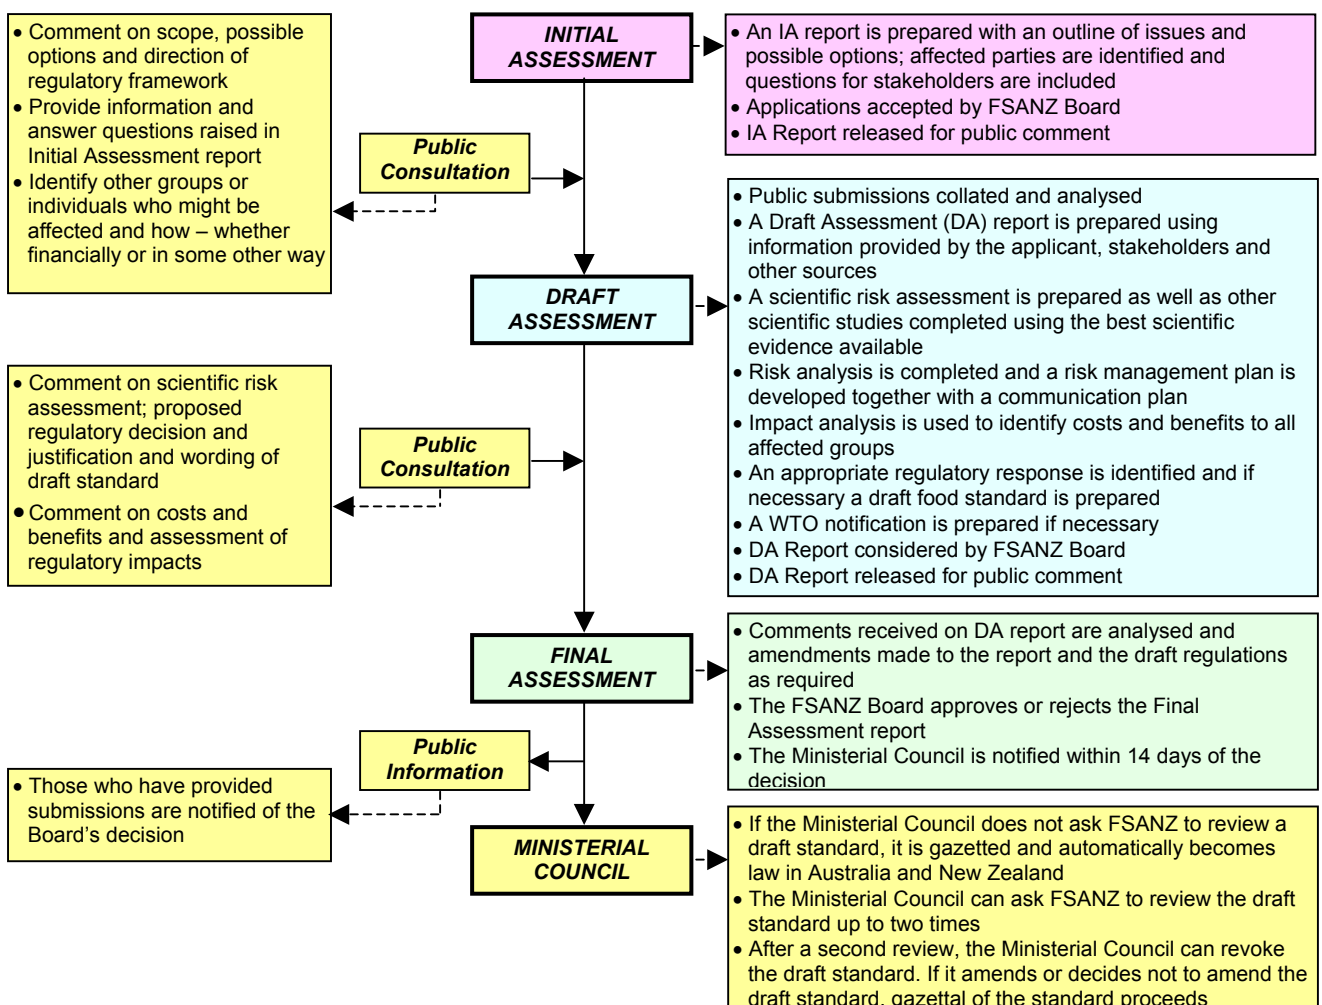 • Comment on scope, possible
options and direction of
regulatory framework
• Provide information and
answer questions raised in
Initial Assessment report
• Identify other groups or
individuals who might be
affected and how – whether
financially or in some other way
INITIAL
ASSESSMENT
• An IA report is prepared with an outline of issues and
possible options; affected parties are identified and
questions for stakeholders are included
• Applications accepted by FSANZ Board
• IA Report released for public comment
Public
Consultation
DRAFT
ASSESSMENT
• Public submissions collated and analysed
• A Draft Assessment (DA) report is prepared using
information provided by the applicant, stakeholders and
other sources
• A scientific risk assessment is prepared as well as other
scientific studies completed using the best scientific
evidence available
• Risk analysis is completed and a risk management plan is
developed together with a communication plan
• Impact analysis is used to identify costs and benefits to all
affected groups
• An appropriate regulatory response is identified and if
necessary a draft food standard is prepared
• A WTO notification is prepared if necessary
• DA Report considered by FSANZ Board
• DA Report released for public comment
• Comment on scientific risk
assessment; proposed
regulatory decision and
justification and wording of
draft standard
• Comment on costs and
benefits and assessment of
regulatory impacts
Public
Consultation
FINAL
ASSESSMENT
• Comments received on DA report are analysed and
amendments made to the report and the draft regulations
as required
• The FSANZ Board approves or rejects the Final
Assessment report
• The Ministerial Council is notified within 14 days of the
decision
Public
Information
• Those who have provided
submissions are notified of the
Board's decision
MINISTERIAL
COUNCIL
• If the Ministerial Council does not ask FSANZ to review a
draft standard, it is gazetted and automatically becomes
law in Australia and New Zealand
• The Ministerial Council can ask FSANZ to review the draft
standard up to two times
• After a second review, the Ministerial Council can revoke
the draft standard. If it amends or decides not to amend the
draft standard, gazettal of the standard proceeds